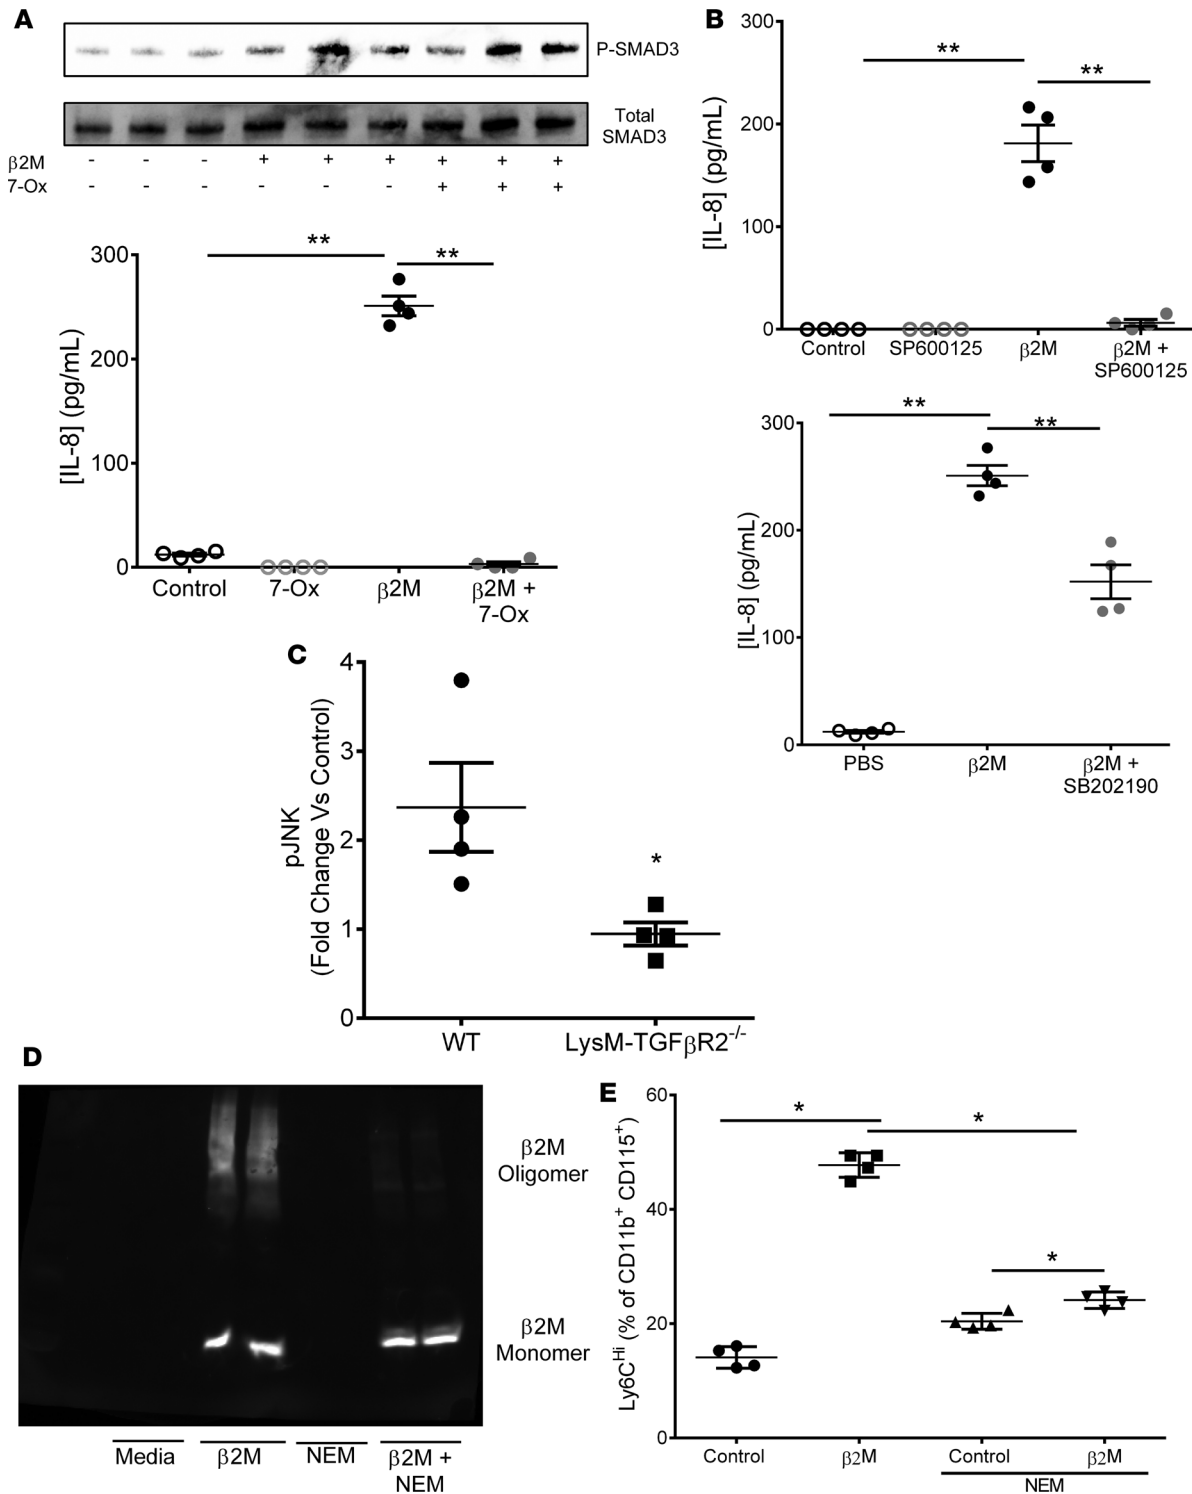 A
P-SMAD3
Total
SMAD3
β2M - - - + + + + + +
7-Ox - - - - - - + + +
[IL-8] (pg/mL)
300
200
100
0
**
**
Control 7-Ox β2M β2M +
7-Ox
B
[IL-8] (pg/mL)
300
200
100
0
**
**
Control SP600125 β2M β2M +
SP600125
[IL-8] (pg/mL)
300
200
100
0
**
**
PBS β2M β2M +
SB202190
C
pJNK
(Fold Change Vs Control)
4
3
2
1
0
*
WT LysM-TGFβR2-/-
D
β2M
Oligomer
β2M
Monomer
Media β2M NEM β2M +
NEM
E
Ly6CHi (% of CD11b+ CD115+)
60
40
20
0
*
*
*
Control β2M Control β2M
NEM